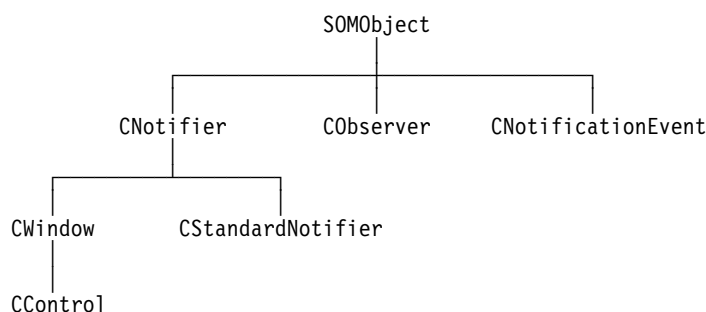 SOMObject
CNotifier CObserver CNotificationEvent
CWindow CStandardNotifier
CControl